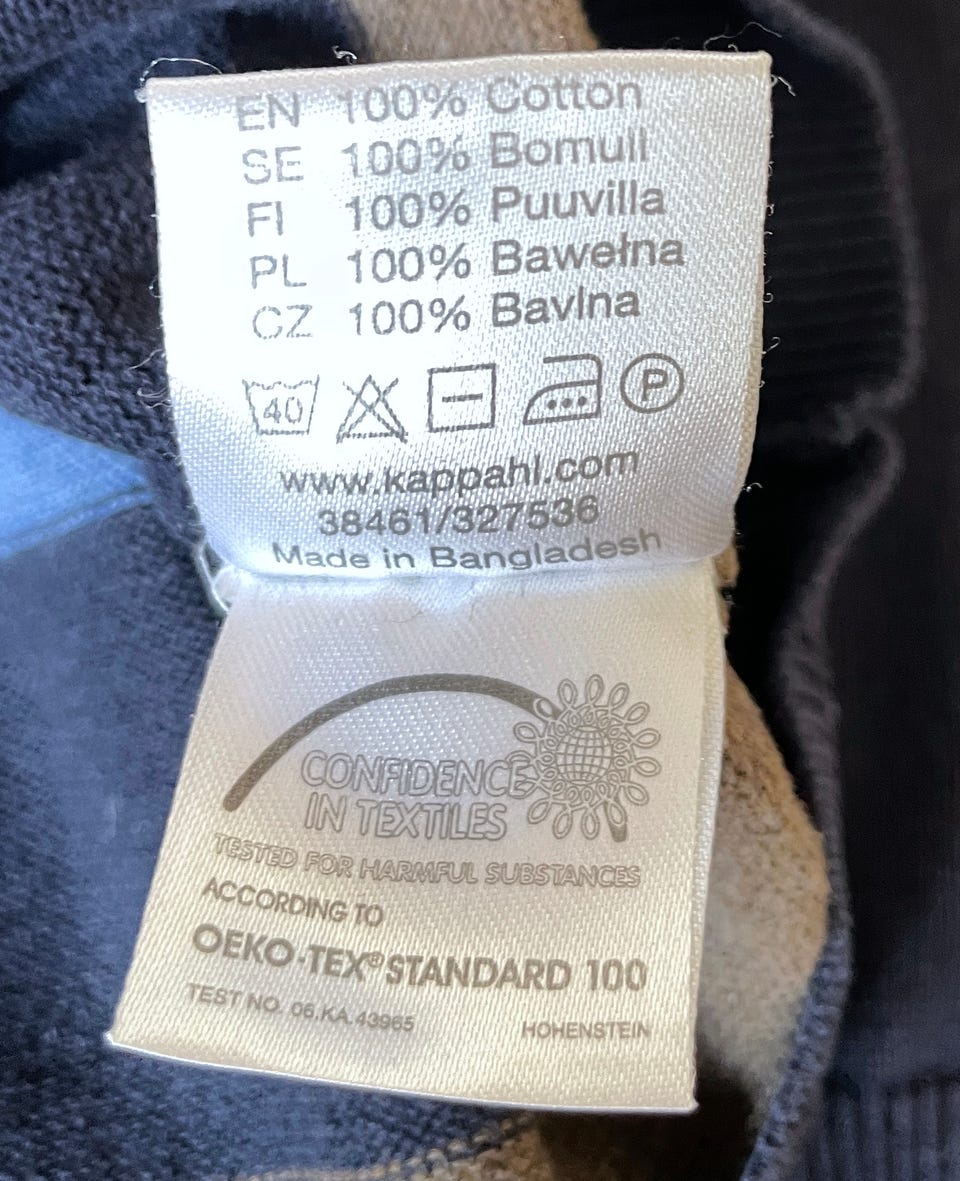 EN 100% Cotton
SE 100% Bomull
FI 100% Puuvilla
PL 100% Bawełna
CZ 100% Bavlna
40 P
www.kappahl.com
38461/327536
Made in Bangladesh
CONFIDENCE
IN TEXTILES
TESTED FOR HARMFUL SUBSTANCES
ACCORDING TO
OEKO-TEX® STANDARD 100
TEST NO. 06.KA.43965 HOHENSTEIN